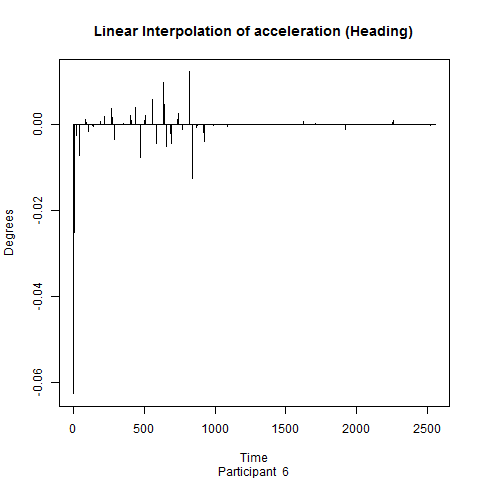 Linear Interpolation of acceleration (Heading)
0.00
-0.02
-0.04
-0.06
Degrees
0 500 1000 1500 2000 2500
Time
Participant 6